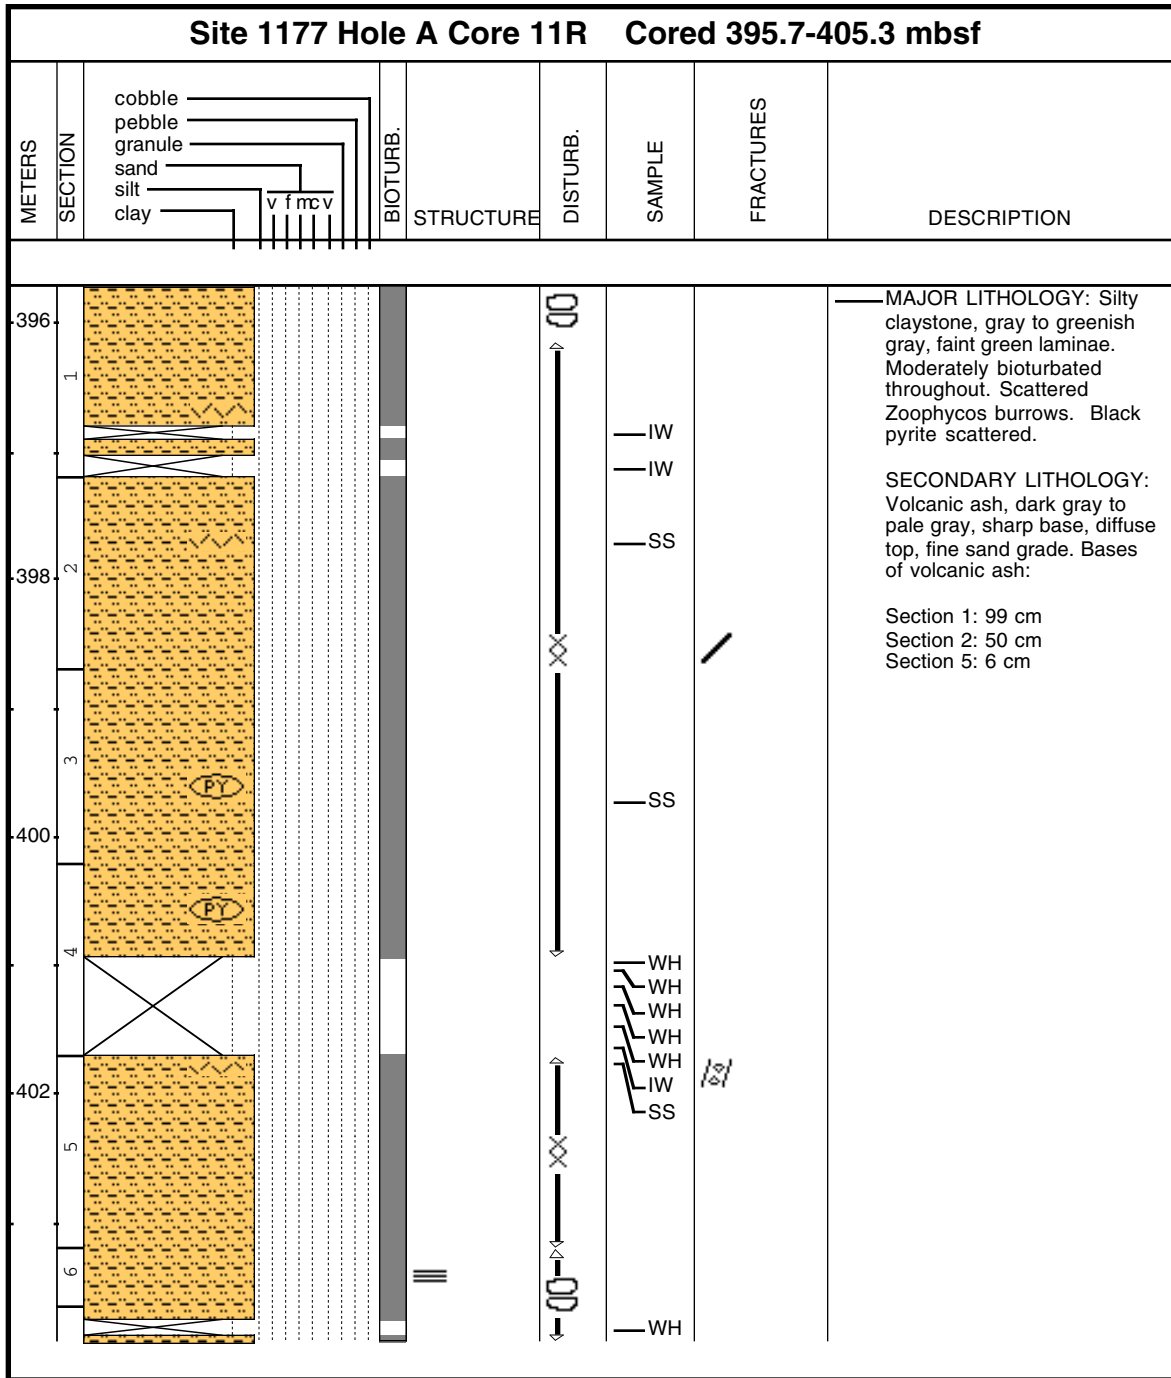 Site 1177 Hole A Core 11R Cored 395.7-405.3 mbsf
METERS
SECTION
cobble
pebble
granule
sand
silt
v f m c v
clay
BIOTURB.
STRUCTURE
DISTURB.
SAMPLE
FRACTURES
DESCRIPTION
396
398
400
402
1
2
3
4
5
6
PY
PY
IW
IW
SS
SS
WH
WH
WH
WH
WH
IW
SS
WH
MAJOR LITHOLOGY: Silty
claystone, gray to greenish
gray, faint green laminae.
Moderately bioturbated
throughout. Scattered
Zoophycos burrows. Black
pyrite scattered.
SECONDARY LITHOLOGY:
Volcanic ash, dark gray to
pale gray, sharp base, diffuse
top, fine sand grade. Bases
of volcanic ash:
Section 1: 99 cm
Section 2: 50 cm
Section 5: 6 cm